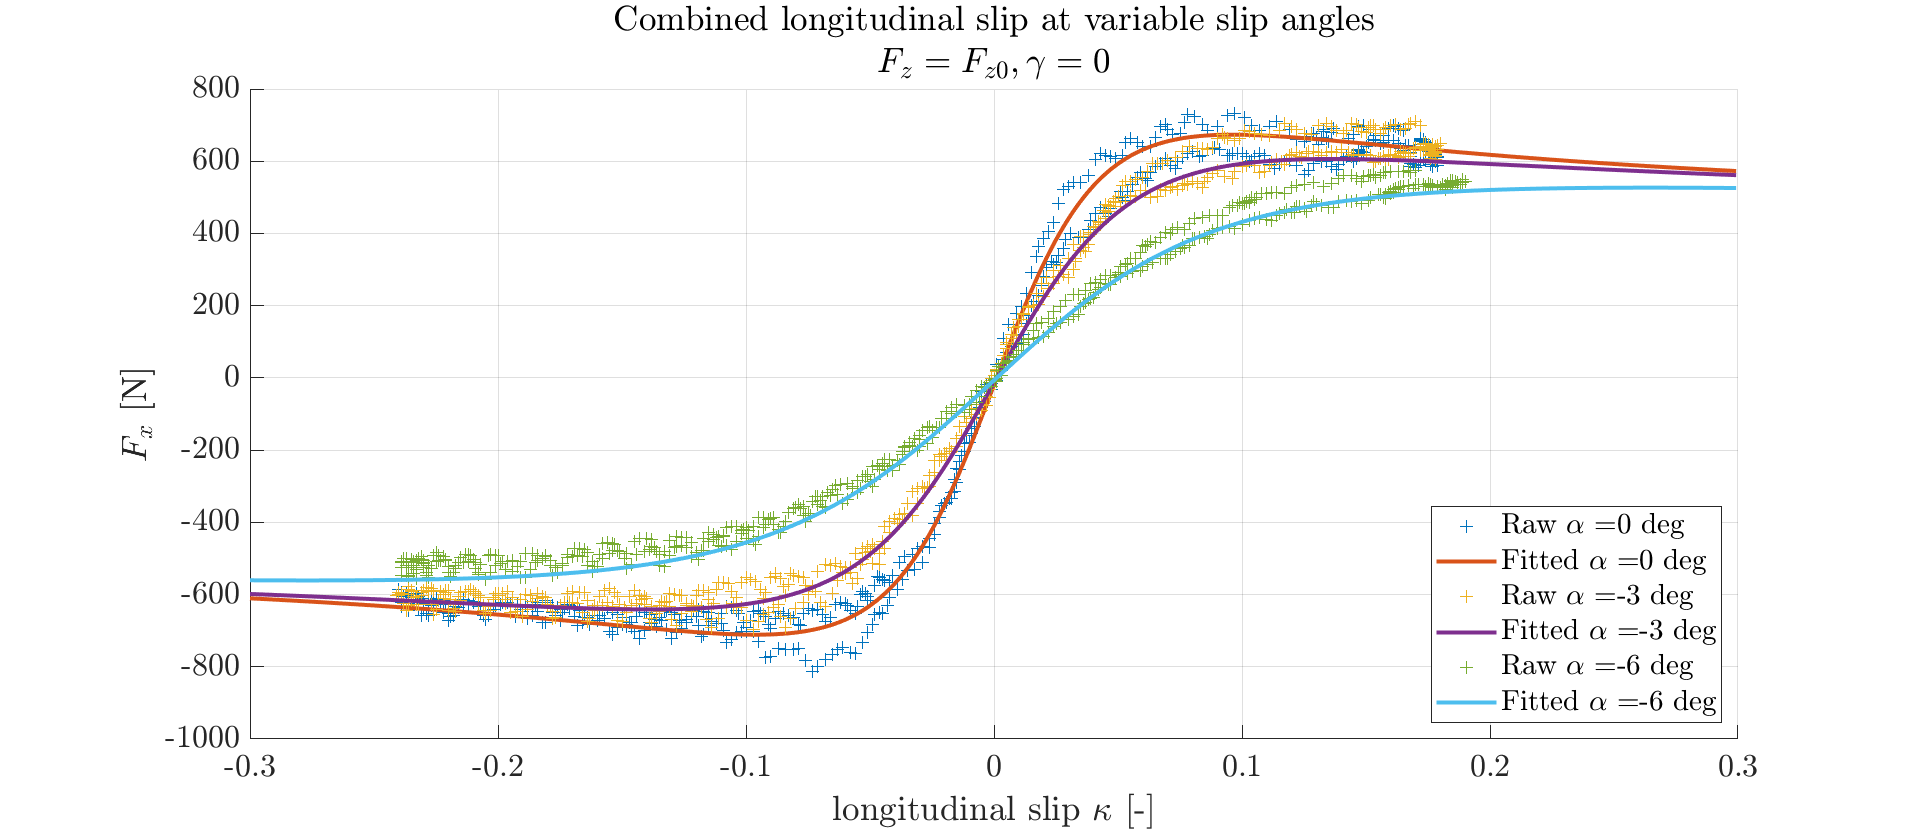 Combined longitudinal slip at variable slip angles
F_z = F_{z0}, γ = 0
800
600
400
200
0
-200
-400
-600
-800
-1000
F_x [N]
-0.3
-0.2
-0.1
0
0.1
0.2
0.3
longitudinal slip κ [-]
Raw α =0 deg
Fitted α =0 deg
Raw α =-3 deg
Fitted α =-3 deg
Raw α =-6 deg
Fitted α =-6 deg